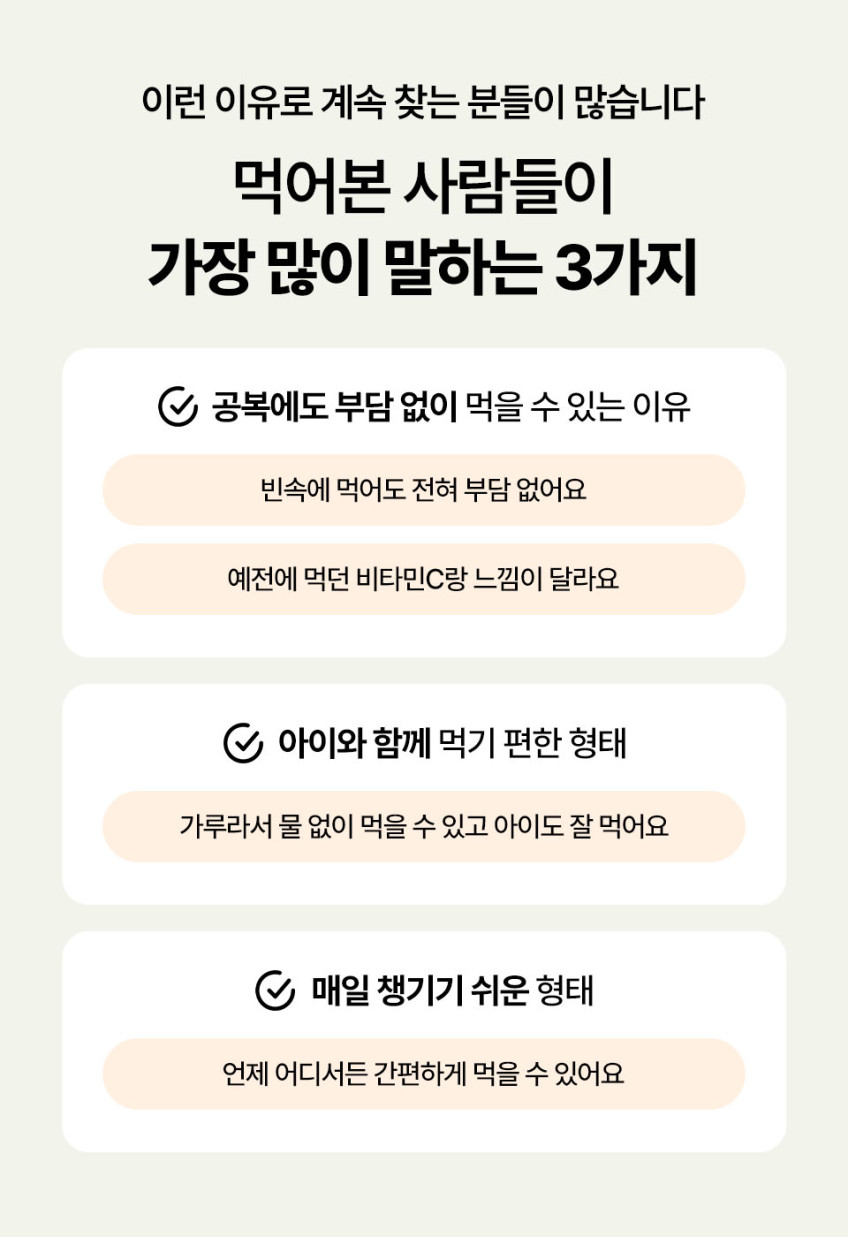 이런 이유로 계속 찾는 분들이 많습니다
먹어본 사람들이
가장 많이 말하는 3가지
공복에도 부담 없이 먹을 수 있는 이유
빈속에 먹어도 전혀 부담 없어요
예전에 먹던 비타민C랑 느낌이 달라요
아이와 함께 먹기 편한 형태
가루라서 물 없이 먹을 수 있고 아이도 잘 먹어요
매일 챙기기 쉬운 형태
언제 어디서든 간편하게 먹을 수 있어요